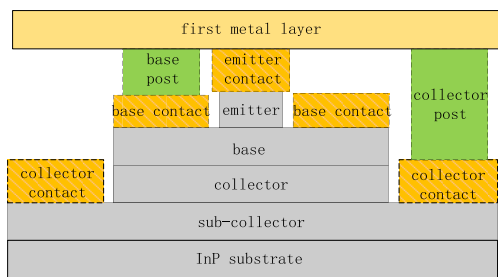 first metal layer
base
post
emitter
contact
collector
post
base contact
emitter
base contact
base
collector
contact
collector
collector
contact
sub-collector
InP substrate